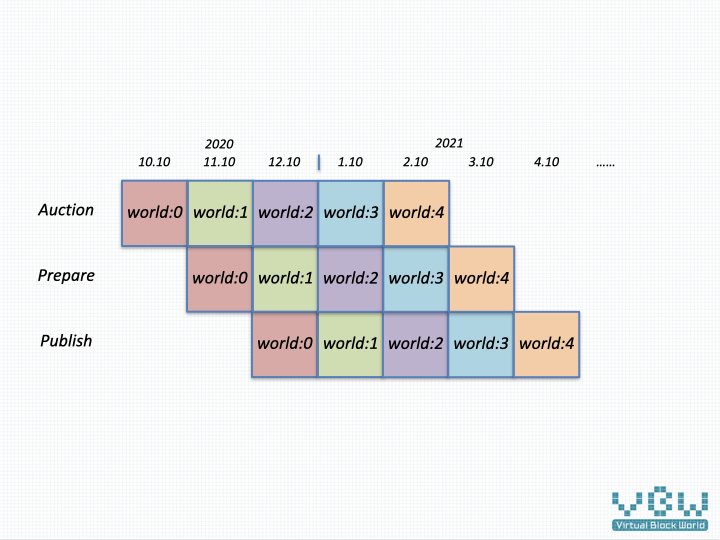 2020 2021
10.10 11.10 12.10 1.10 2.10 3.10 4.10 ......
Auction world:0 world:1 world:2 world:3 world:4
Prepare world:0 world:1 world:2 world:3 world:4
Publish world:0 world:1 world:2 world:3 world:4
VBW
Virtual Block World